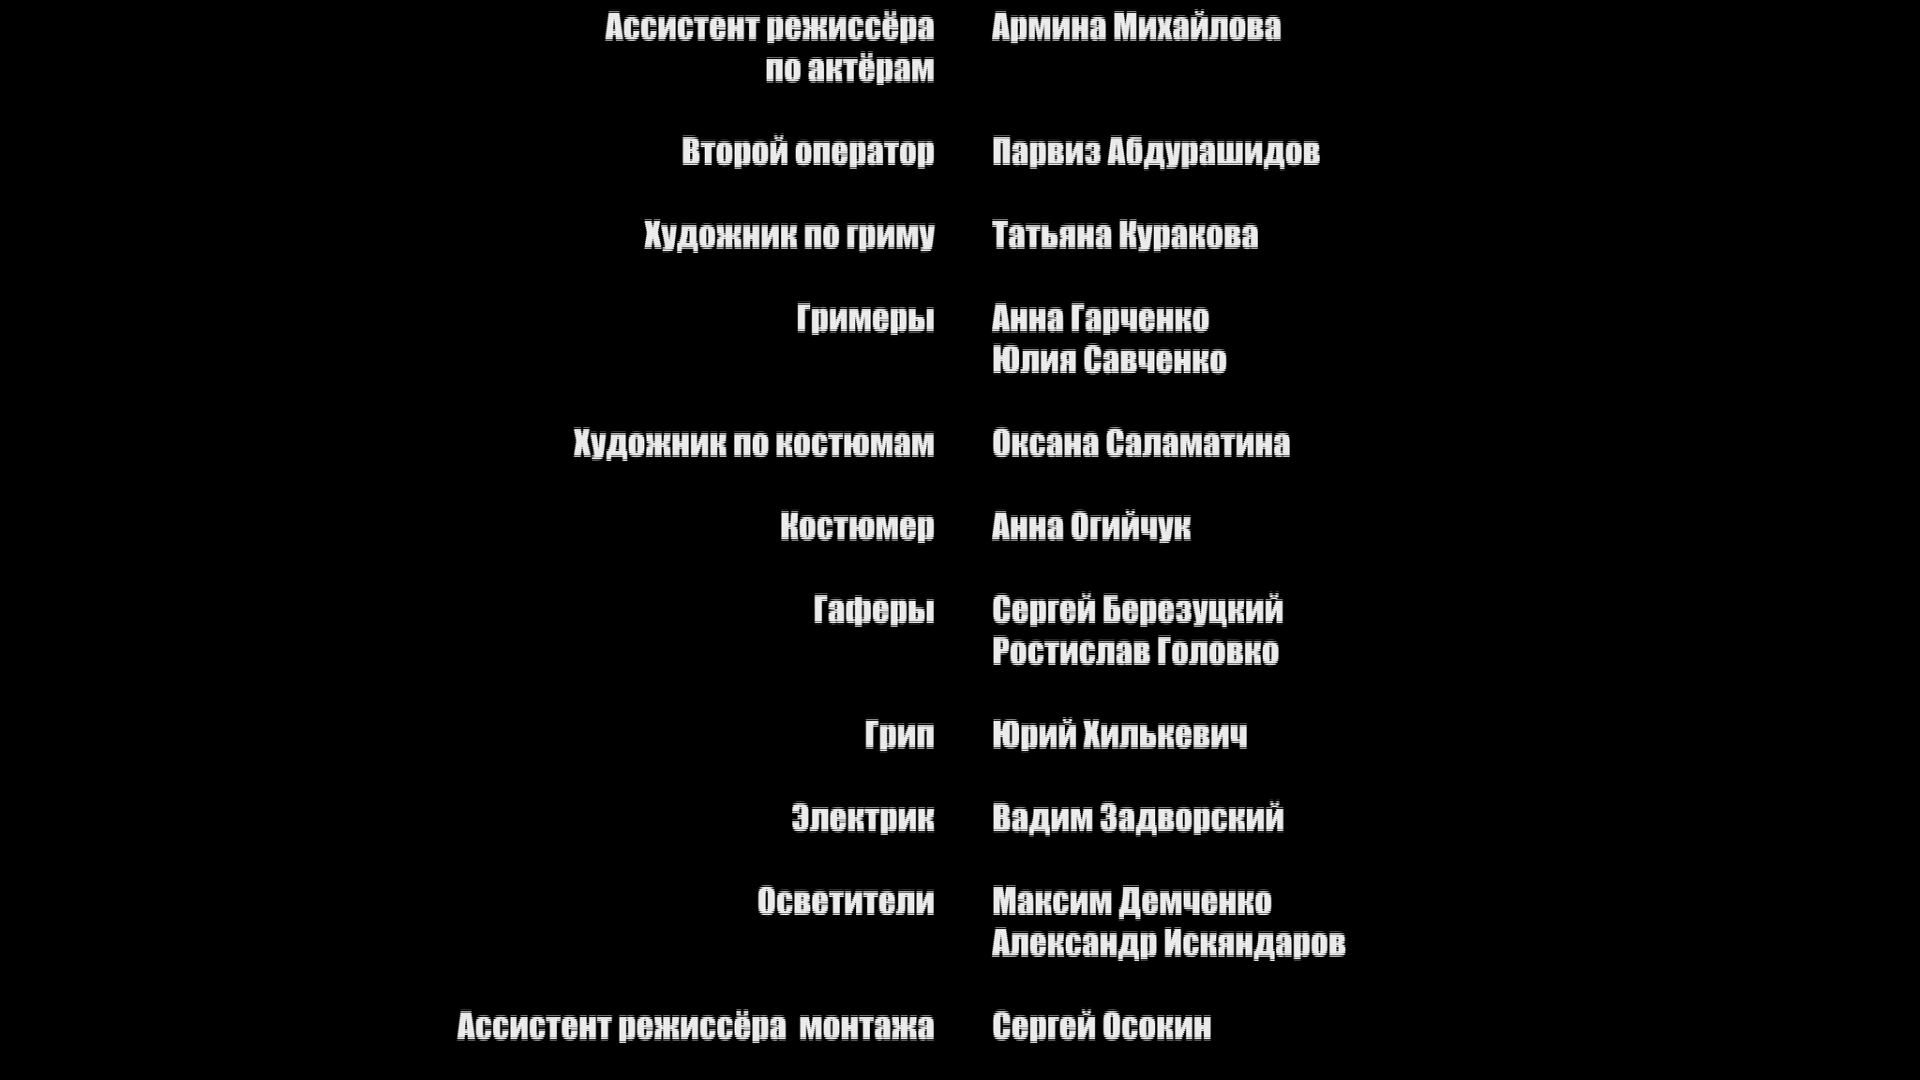 Ассистент режиссёра Армина Михайлова
по актёрам
Второй оператор Парвиз Абдурашидов
Художник по гриму Татьяна Куракова
Гримеры Анна Гарченко
Юлия Савченко
Художник по костюмам Оксана Саламатина
Костюмер Анна Огийчук
Гаферы Сергей Березуцкий
Ростислав Головко
Грип Юрий Хилькевич
Электрик Вадим Задворский
Осветители Максим Демченко
Александр Искяндаров
Ассистент режиссёра монтажа Сергей Осокин